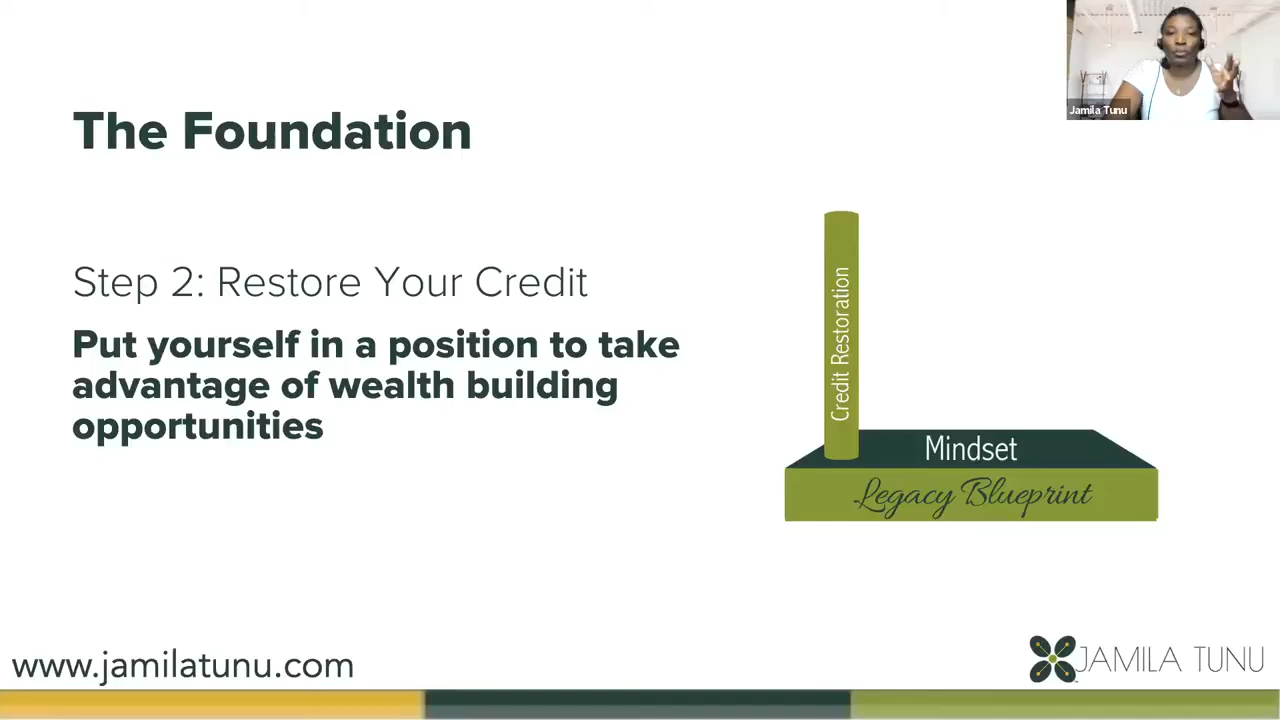 Jamila Tunu
The Foundation
Step 2: Restore Your Credit
Put yourself in a position to take
advantage of wealth building
opportunities
Credit Restoration
Mindset
Legacy Blueprint
www.jamilatunu.com
JAMILA TUNU